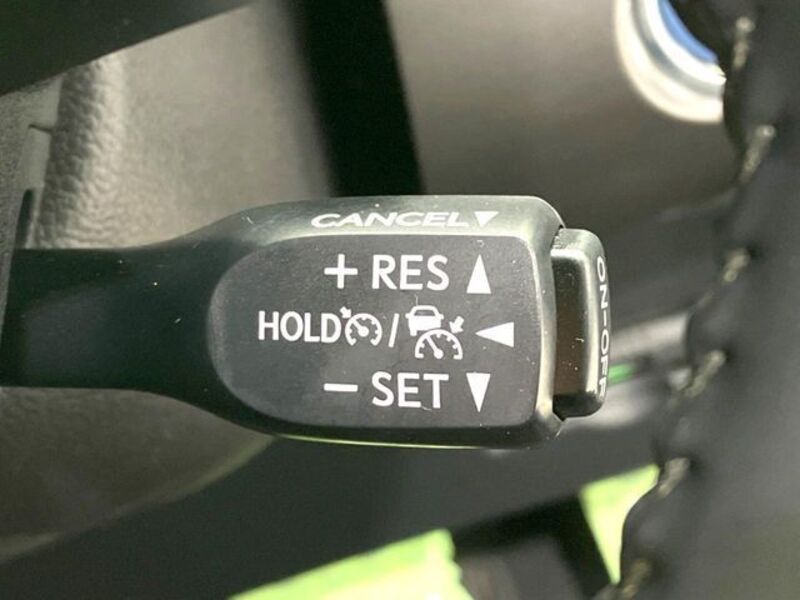 CANCEL▼
+ RES ▲
HOLD / ◀
− SET ▼
ON-OFF